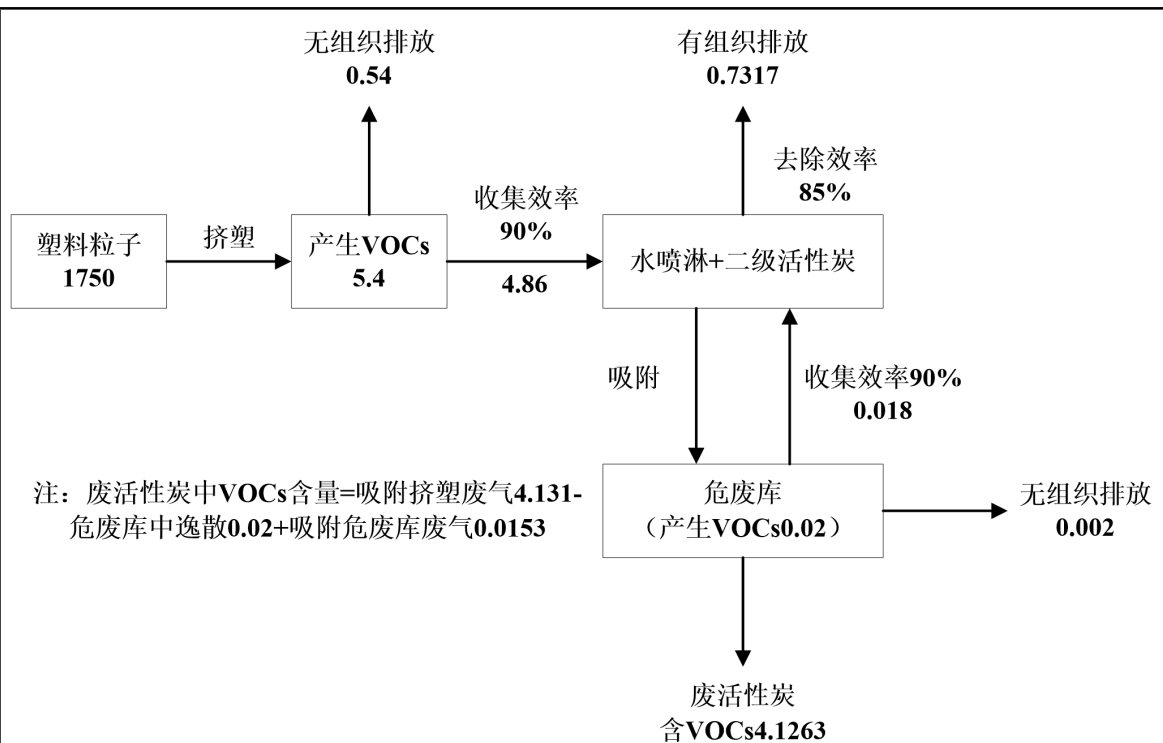 无组织排放
0.54
有组织排放
0.7317
去除效率
85%
塑料粒子
1750
挤塑
产生VOCs
5.4
收集效率
90%
4.86
水喷淋+二级活性炭
吸附
收集效率90%
0.018
注：废活性炭中VOCs含量=吸附挤塑废气4.131-
危废库中逸散0.02+吸附危废库废气0.0153
危废库
（产生VOCs0.02）
无组织排放
0.002
废活性炭
含VOCs4.1263